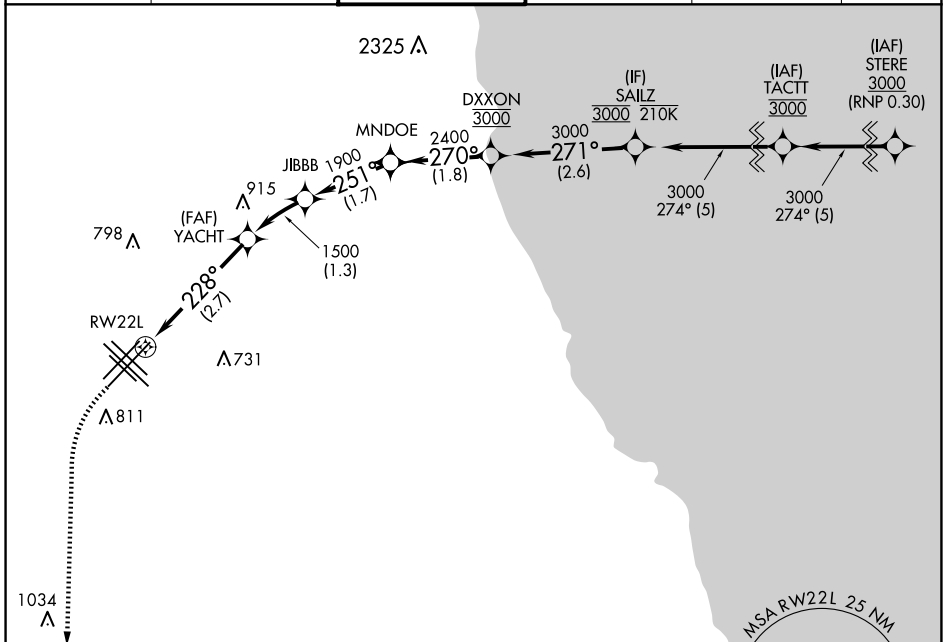 2325
(IAF)
STERE
3000
(RNP 0.30)
(IAF)
TACTT
3000
(IF)
SAILZ
3000 210K
DXXON
3000
MNDOE
3000
271°
(2.6)
2400
270°
(1.8)
1900
251°
(1.7)
JIBBB
3000
274° (5)
3000
274° (5)
915
(FAF)
YACHT
1500
(1.3)
798
228°
(2.7)
RW22L
731
811
1034
MSA RW22L 25 NM